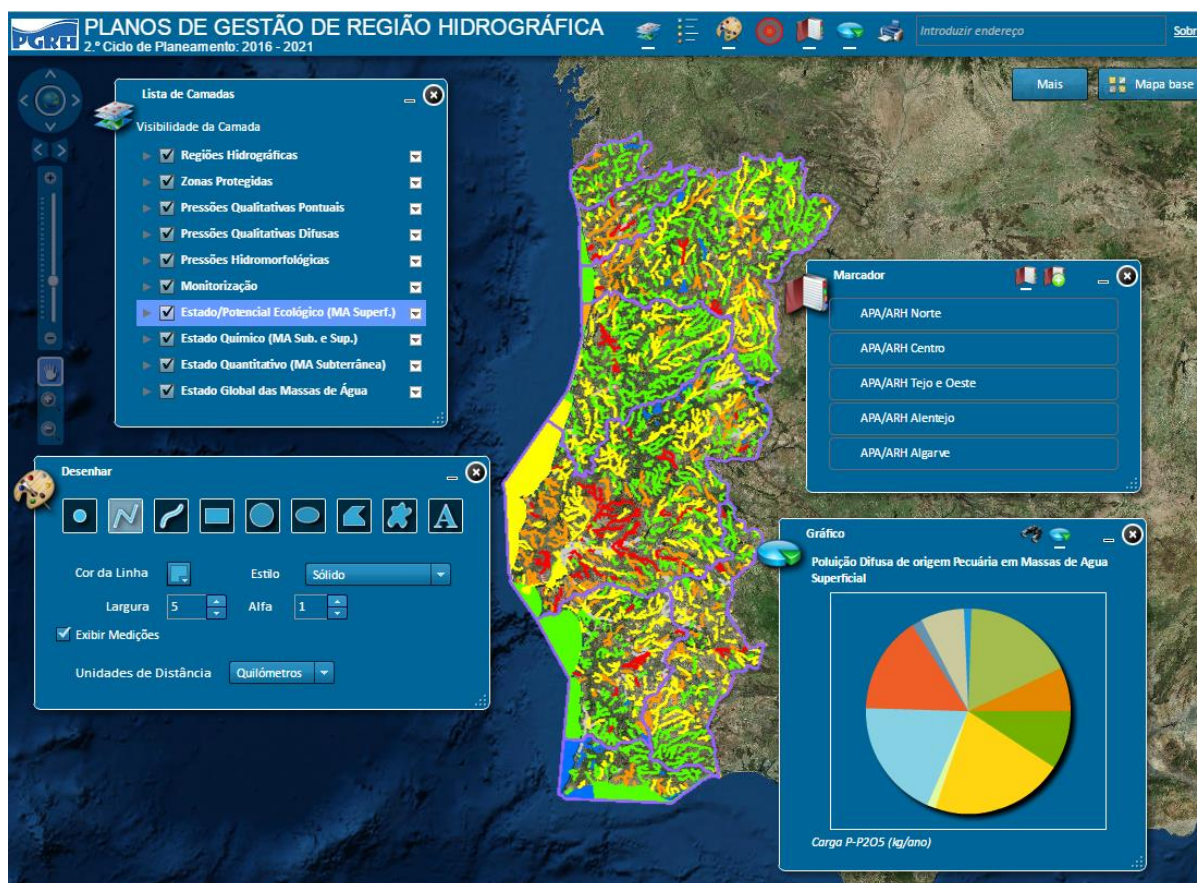 PGRH
PLANOS DE GESTÃO DE REGIÃO HIDROGRÁFICA
2.º Ciclo de Planeamento: 2016 - 2021
Introduzir endereço
Sobr
Mais
Mapa base
Lista de Camadas
Visibilidade da Camada
Regiões Hidrográficas
Zonas Protegidas
Pressões Qualitativas Pontuais
Pressões Qualitativas Difusas
Pressões Hidromorfológicas
Monitorização
Estado/Potencial Ecológico (MA Superf.)
Estado Químico (MA Sub. e Sup.)
Estado Quantitativo (MA Subterrânea)
Estado Global das Massas de Água
Marcador
APA/ARH Norte
APA/ARH Centro
APA/ARH Tejo e Oeste
APA/ARH Alentejo
APA/ARH Algarve
Desenhar
A
Cor da Linha
Estilo
Sólido
Largura
5
Alfa
1
Exibir Medições
Unidades de Distância
Quilómetros
Gráfico
Poluição Difusa de origem Pecuária em Massas de Agua
Superficial
Carga P-P2O5 (kg/ano)